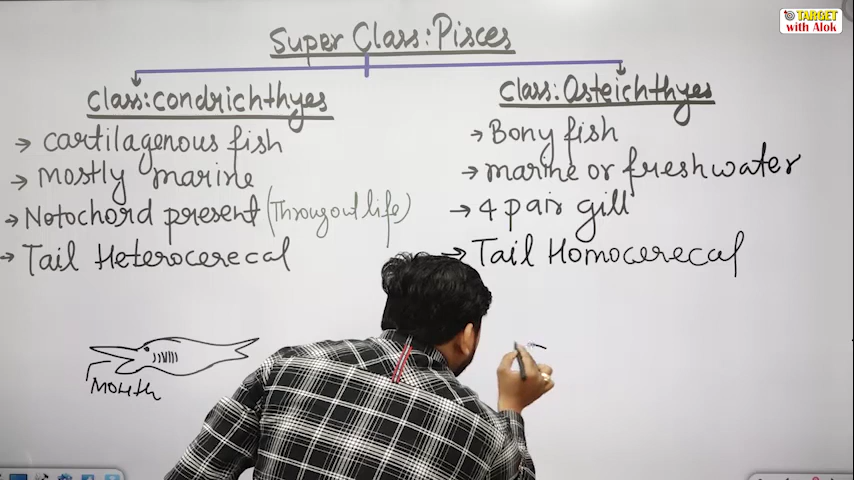 TARGET
with Alok
Super Class:Pisces
Class:Condrichthyes
→ Cartilagenous fish
→ Mostly marine
→ Notochord present (Througout life)
→ Tail Heterocerecal
Mouth
Class:Osteichthyes
→ Bony fish
→ marine or freshwater
→ 4 pair gill
→ Tail Homocerecal